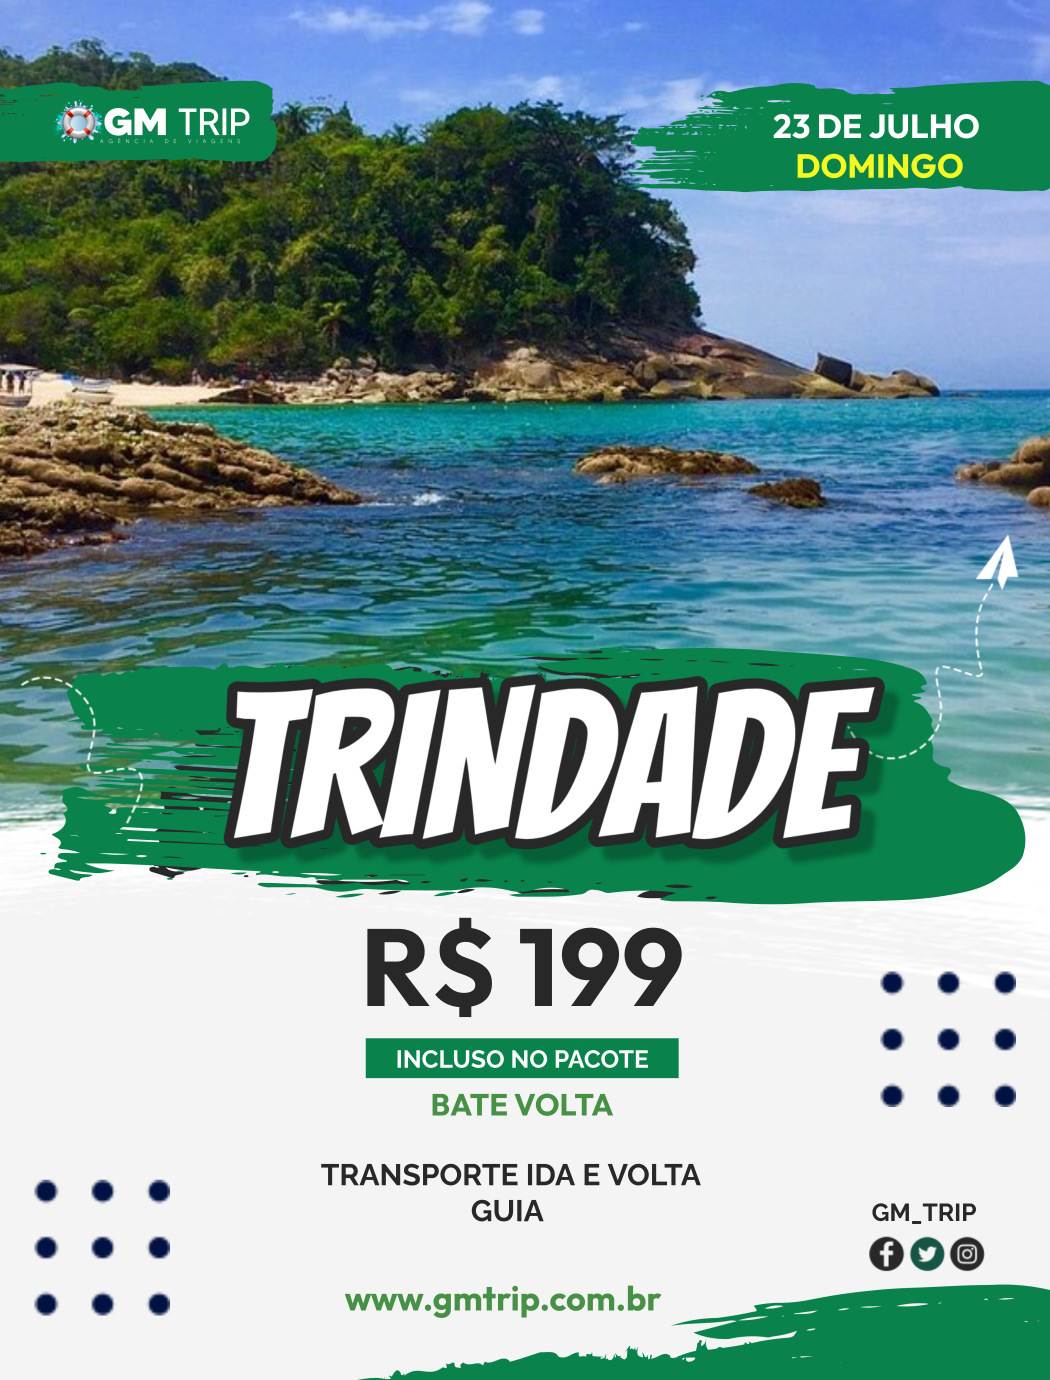 GM TRIP
AGÊNCIA DE VIAGENS
23 DE JULHO
DOMINGO
TRINDADE
R$ 199
INCLUSO NO PACOTE
BATE VOLTA
TRANSPORTE IDA E VOLTA
GUIA
GM_TRIP
www.gmtrip.com.br